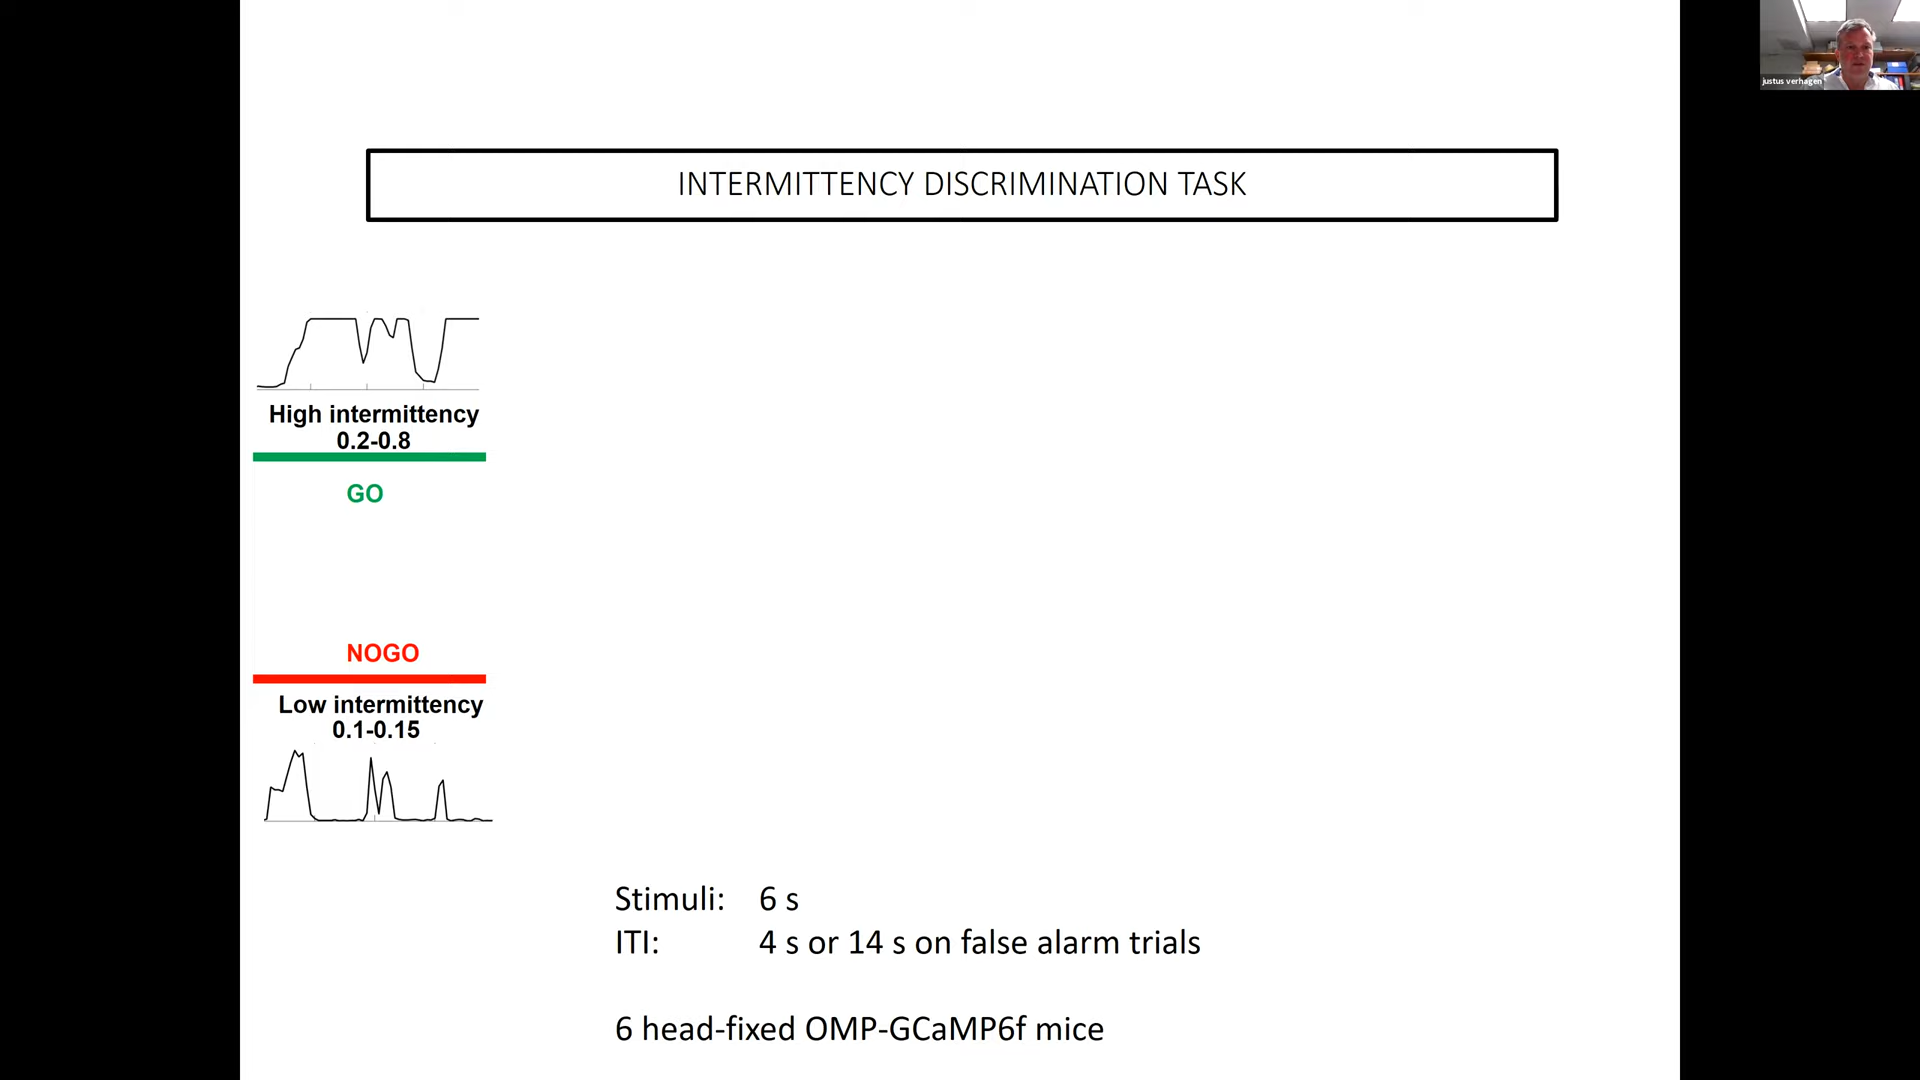 justus verhagen
INTERMITTENCY DISCRIMINATION TASK
High intermittency
0.2-0.8
GO
NOGO
Low intermittency
0.1-0.15
Stimuli: 6 s
ITI: 4 s or 14 s on false alarm trials
6 head-fixed OMP-GCaMP6f mice